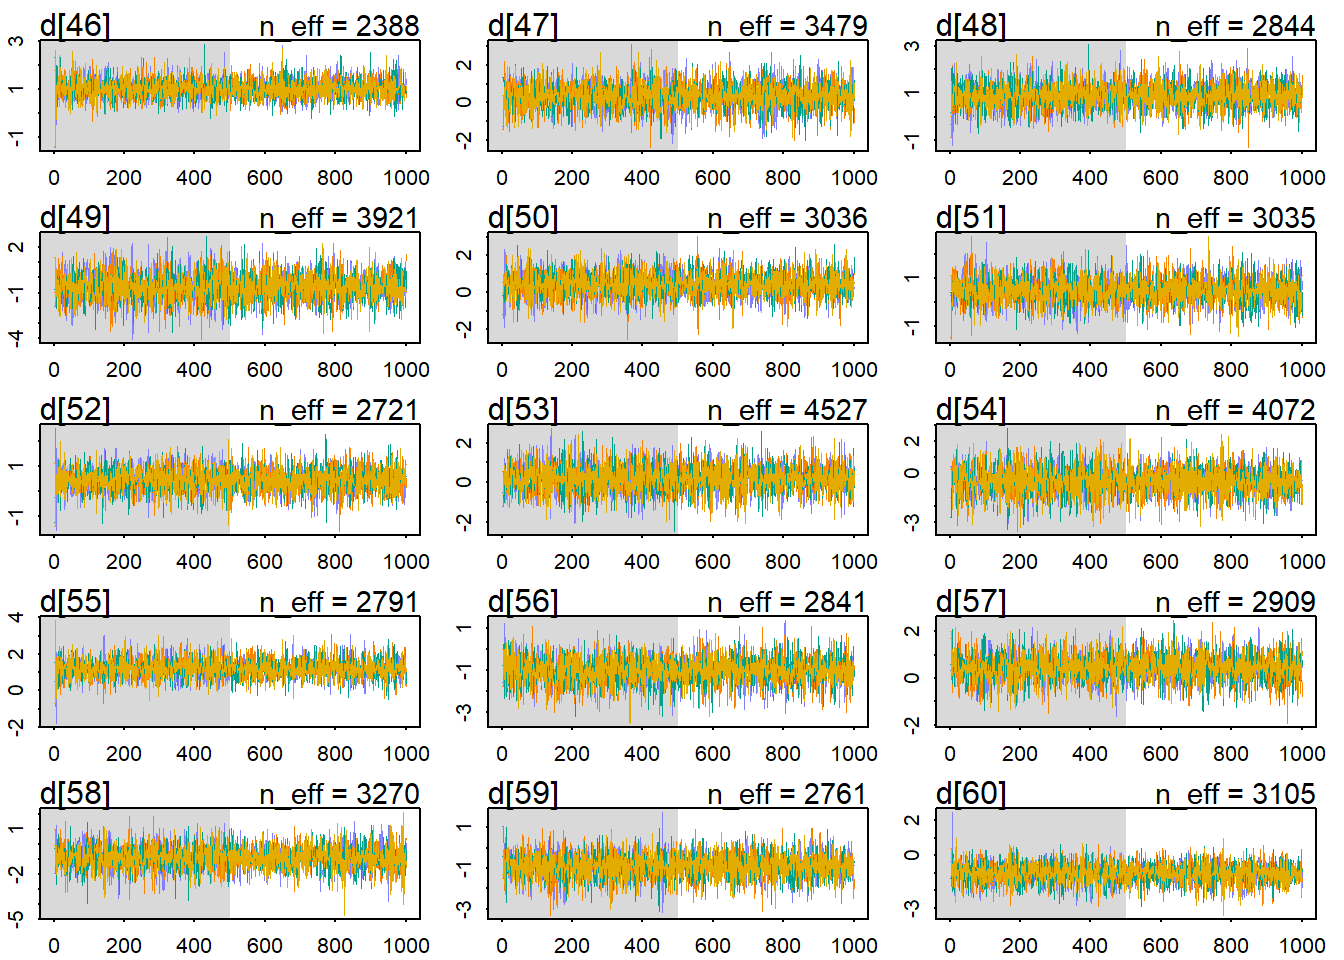 d[46] n_eff = 2388 d[47] n_eff = 3479 d[48] n_eff = 2844
3 1 -1 2 0 -2 3 1 -1
0 200 400 600 800 1000 0 200 400 600 800 1000 0 200 400 600 800 1000
d[49] n_eff = 3921 d[50] n_eff = 3036 d[51] n_eff = 3035
2 -1 -4 2 0 -2 1 -1
0 200 400 600 800 1000 0 200 400 600 800 1000 0 200 400 600 800 1000
d[52] n_eff = 2721 d[53] n_eff = 4527 d[54] n_eff = 4072
1 -1 2 0 -2 2 0 -3
0 200 400 600 800 1000 0 200 400 600 800 1000 0 200 400 600 800 1000
d[55] n_eff = 2791 d[56] n_eff = 2841 d[57] n_eff = 2909
4 2 0 -2 1 -1 -3 2 0 -2
0 200 400 600 800 1000 0 200 400 600 800 1000 0 200 400 600 800 1000
d[58] n_eff = 3270 d[59] n_eff = 2761 d[60] n_eff = 3105
1 -2 -5 1 -1 -3 2 0 -3
0 200 400 600 800 1000 0 200 400 600 800 1000 0 200 400 600 800 1000